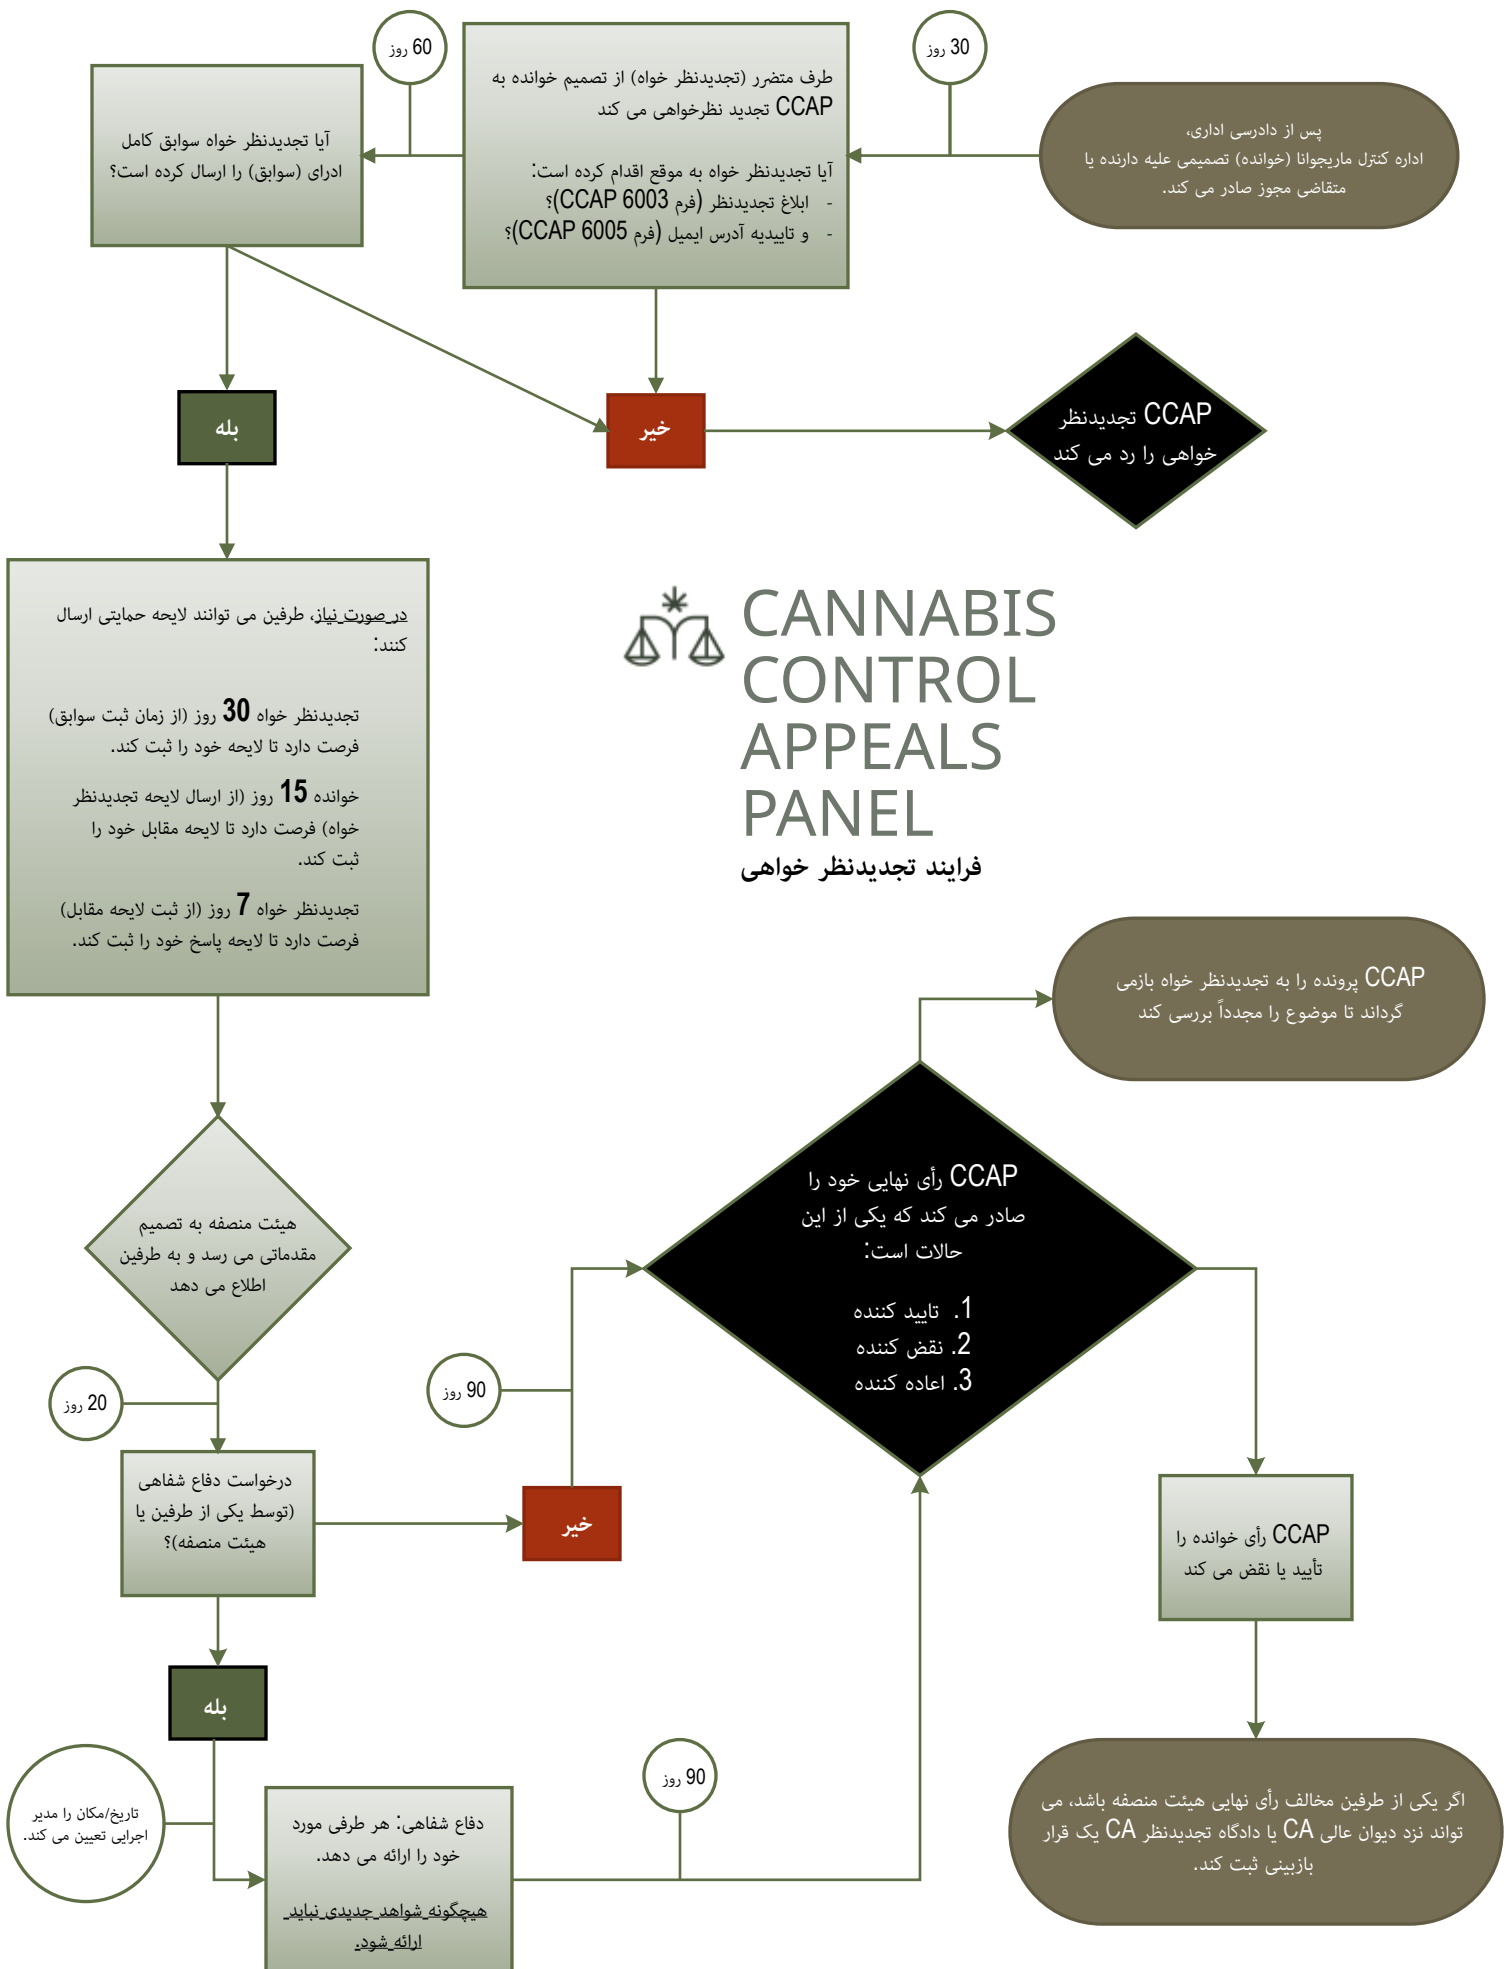 پس از دادرسی اداری،
اداره کنترل ماریجوانا (خوانده) تصمیمی علیه دارنده یا
متقاضی مجوز صادر می کند.
30 روز
طرف متضرر (تجدیدنظر خواه) از تصمیم خوانده به
CCAP تجدید نظرخواهی می کند
آیا تجدیدنظر خواه به موقع اقدام کرده است:
- ابلاغ تجدیدنظر (فرم CCAP 6003)؟
- و تاییدیه آدرس ایمیل (فرم CCAP 6005)؟
60 روز
آیا تجدیدنظر خواه سوابق کامل
ادرای (سوابق) را ارسال کرده است؟
بله
خیر
CCAP تجدیدنظر
خواهی را رد می کند
در صورت نیاز، طرفین می توانند لایحه حمایتی ارسال
کنند:
تجدیدنظر خواه 30 روز (از زمان ثبت سوابق)
فرصت دارد تا لایحه خود را ثبت کند.
خوانده 15 روز (از ارسال لایحه تجدیدنظر
خواه) فرصت دارد تا لایحه مقابل خود را
ثبت کند.
تجدیدنظر خواه 7 روز (از ثبت لایحه مقابل)
فرصت دارد تا لایحه پاسخ خود را ثبت کند.
CANNABIS
CONTROL
APPEALS
PANEL
فرایند تجدیدنظر خواهی
هیئت منصفه به تصمیم
مقدماتی می رسد و به طرفین
اطلاع می دهد
20 روز
درخواست دفاع شفاهی
(توسط یکی از طرفین یا
هیئت منصفه)؟
خیر
90 روز
بله
تاریخ/مکان را مدیر
اجرایی تعیین می کند.
دفاع شفاهی: هر طرفی مورد
خود را ارائه می دهد.
هیچگونه شواهد جدیدی نباید
ارائه شود.
90 روز
CCAP رأی نهایی خود را
صادر می کند که یکی از این
حالات است:
1. تایید کننده
2. نقض کننده
3. اعاده کننده
CCAP پرونده را به تجدیدنظر خواه بازمی
گرداند تا موضوع را مجدداً بررسی کند
CCAP رأی خوانده را
تأیید یا نقض می کند
اگر یکی از طرفین مخالف رأی نهایی هیئت منصفه باشد، می
تواند نزد دیوان عالی CA یا دادگاه تجدیدنظر CA یک قرار
بازبینی ثبت کند.